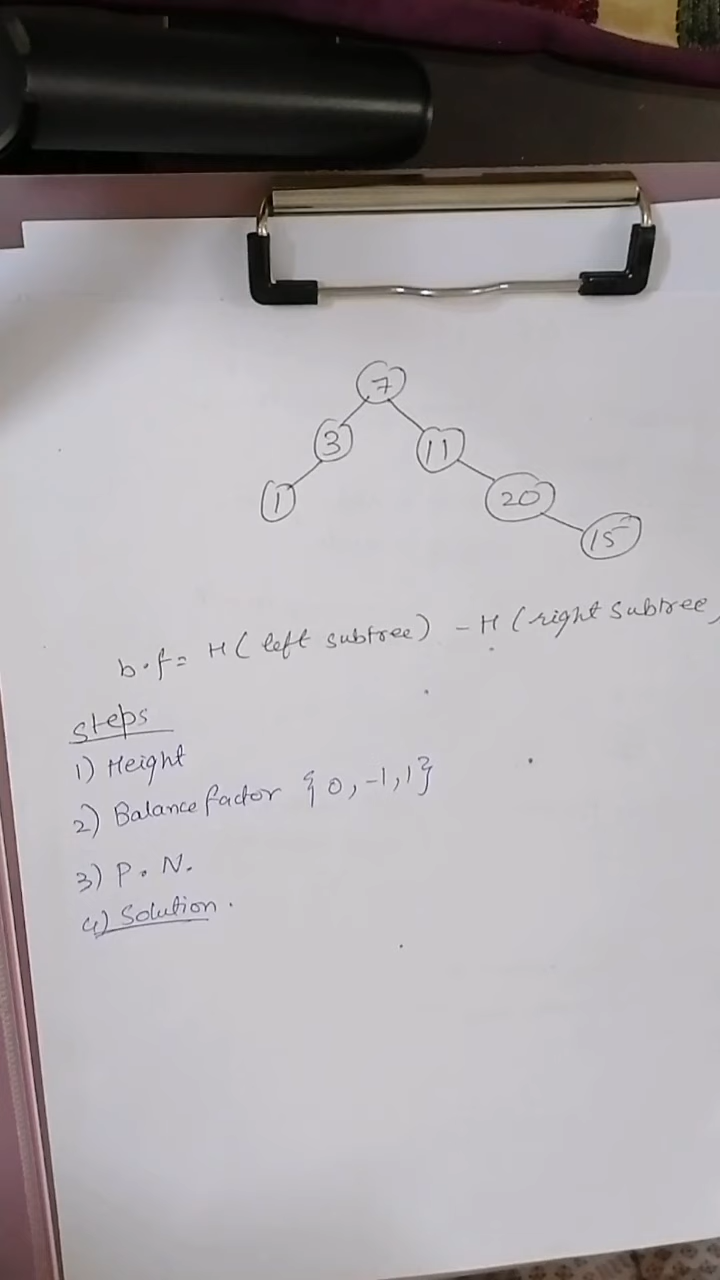 7
3 11
1 20
15
b.f = H ( left subtree) - H (right subtree)
Steps
1) Height
2) Balance factor {0, -1, 1}
3) P. N.
4) Solution.